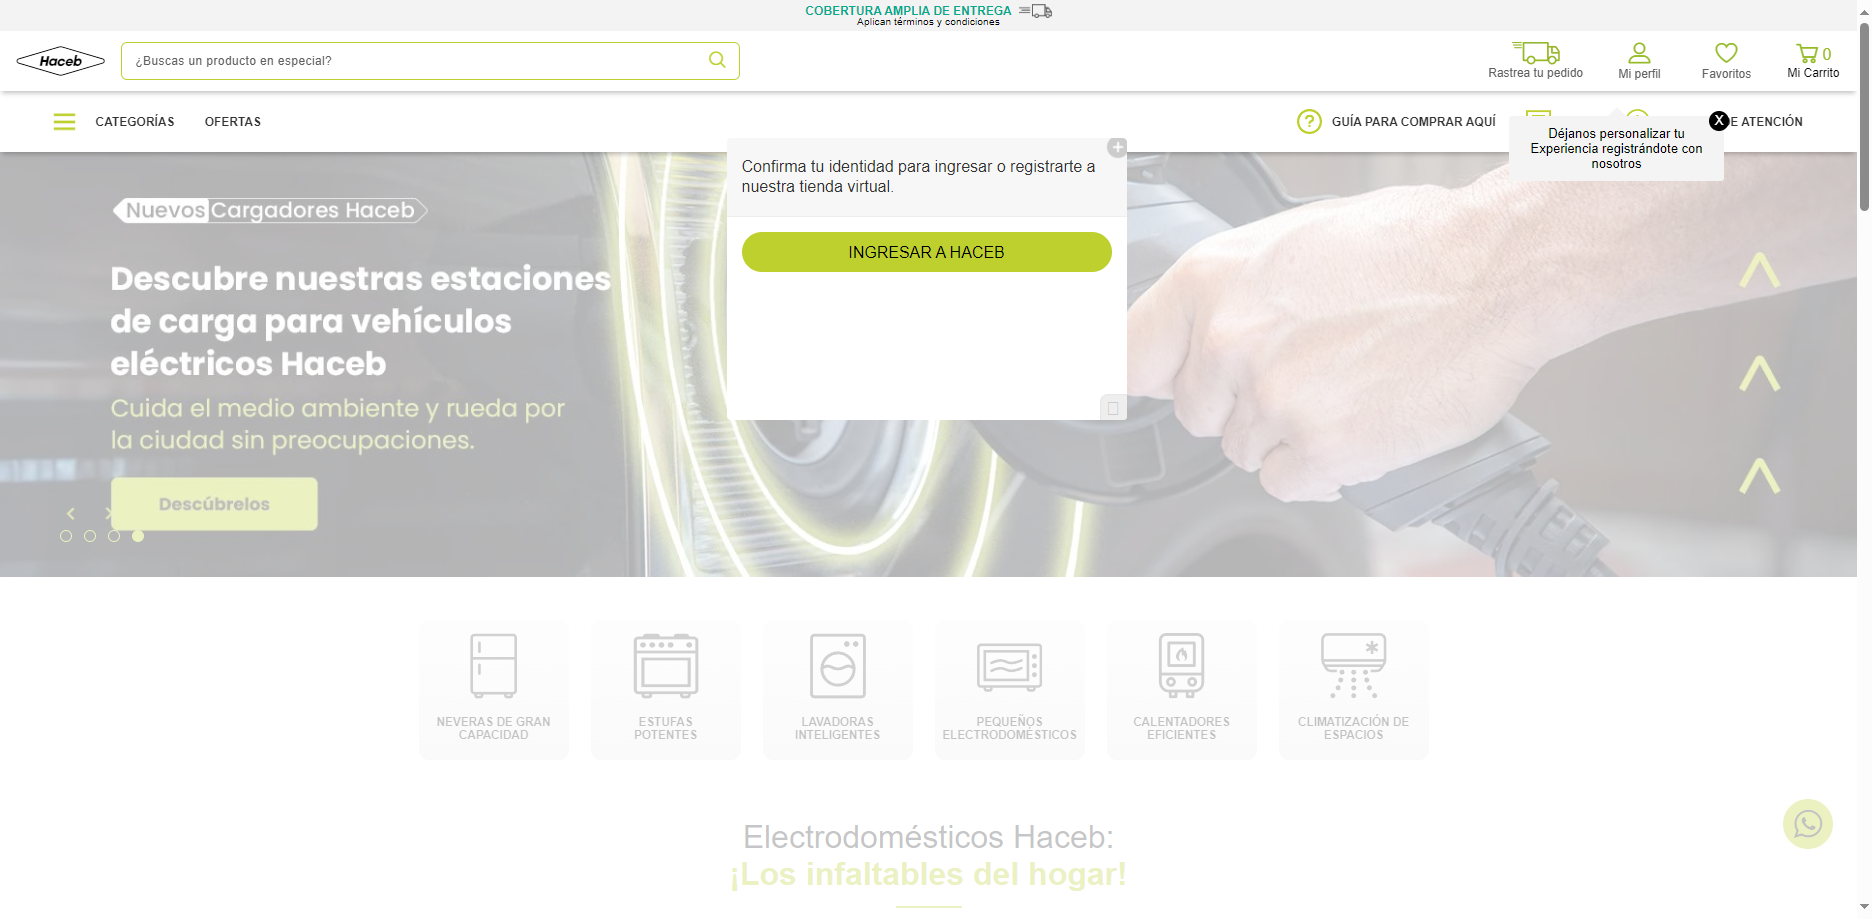 COBERTURA AMPLIA DE ENTREGA
Aplican términos y condiciones
Haceb
¿Buscas un producto en especial?
Rastrea tu pedido
Mi perfil
Favoritos
0
Mi Carrito
CATEGORÍAS
OFERTAS
GUÍA PARA COMPRAR AQUÍ
E ATENCIÓN
X
Déjanos personalizar tu
Experiencia registrándote con
nosotros
Confirma tu identidad para ingresar o registrarte a
nuestra tienda virtual.
INGRESAR A HACEB
Nuevos Cargadores Haceb
Descubre nuestras estaciones
de carga para vehículos
eléctricos Haceb
Cuida el medio ambiente y rueda por
la ciudad sin preocupaciones.
Descúbrelos
NEVERAS DE GRAN
CAPACIDAD
ESTUFAS
POTENTES
LAVADORAS
INTELIGENTES
PEQUEÑOS
ELECTRODOMÉSTICOS
CALENTADORES
EFICIENTES
CLIMATIZACIÓN DE
ESPACIOS
Electrodomésticos Haceb:
¡Los infaltables del hogar!